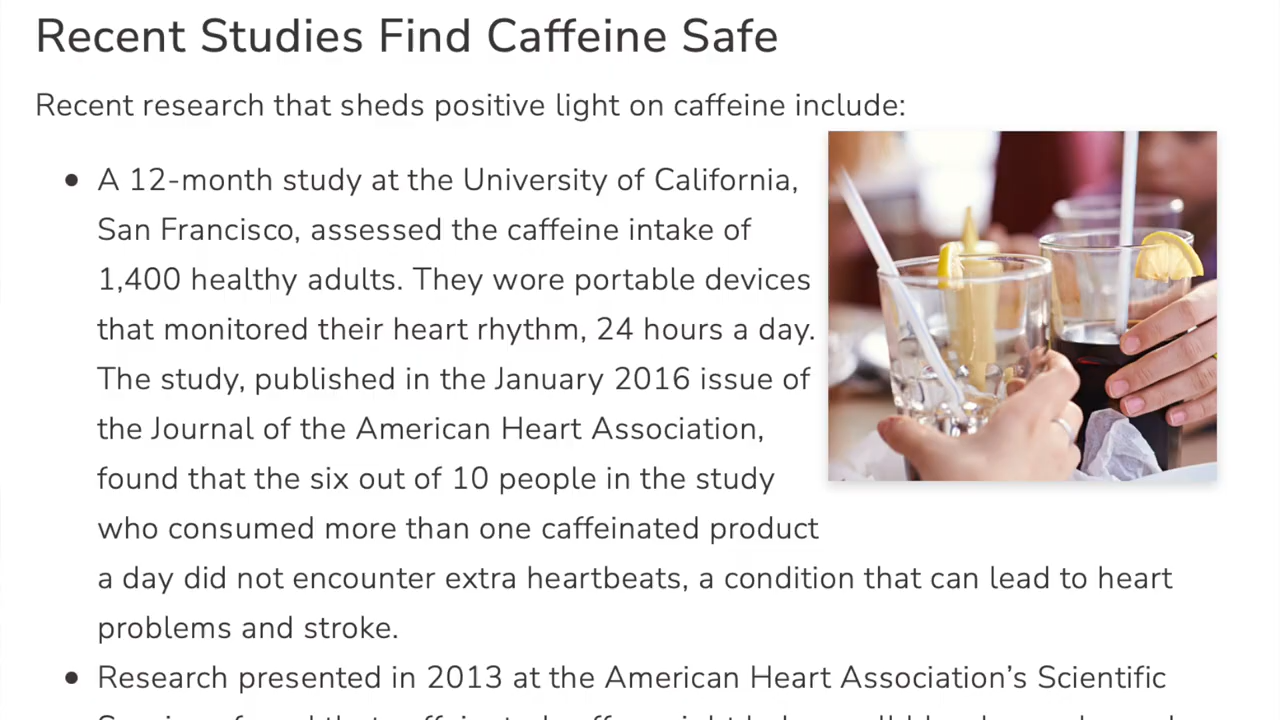 Recent Studies Find Caffeine Safe
Recent research that sheds positive light on caffeine include:
• A 12-month study at the University of California,
San Francisco, assessed the caffeine intake of
1,400 healthy adults. They wore portable devices
that monitored their heart rhythm, 24 hours a day.
The study, published in the January 2016 issue of
the Journal of the American Heart Association,
found that the six out of 10 people in the study
who consumed more than one caffeinated product
a day did not encounter extra heartbeats, a condition that can lead to heart
problems and stroke.
• Research presented in 2013 at the American Heart Association’s Scientific